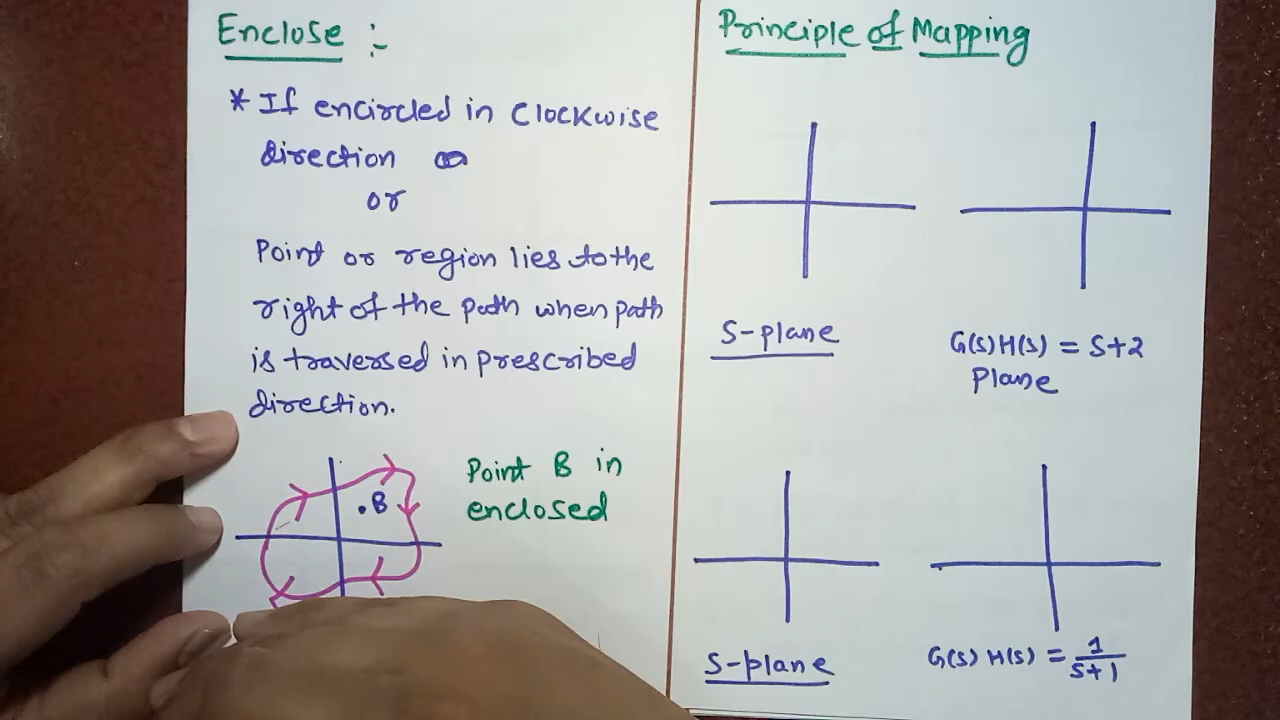 Enclose :-
* If encircled in clockwise
direction
or
Point or region lies to the
right of the path when path
is traversed in prescribed
direction.
.B
Point B in
enclosed
Principle of Mapping
S-plane
G(s)H(s) = S+2
Plane
S-plane
G(s) H(s) = 1/(S+1)